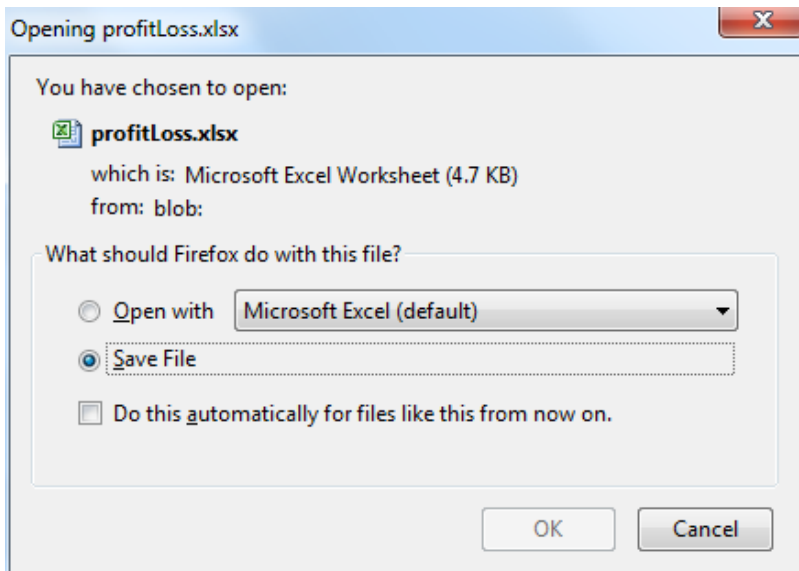 Opening profitLoss.xlsx
You have chosen to open:
profitLoss.xlsx
which is: Microsoft Excel Worksheet (4.7 KB)
from: blob:
What should Firefox do with this file?
Open with Microsoft Excel (default)
Save File
Do this automatically for files like this from now on.
OK Cancel